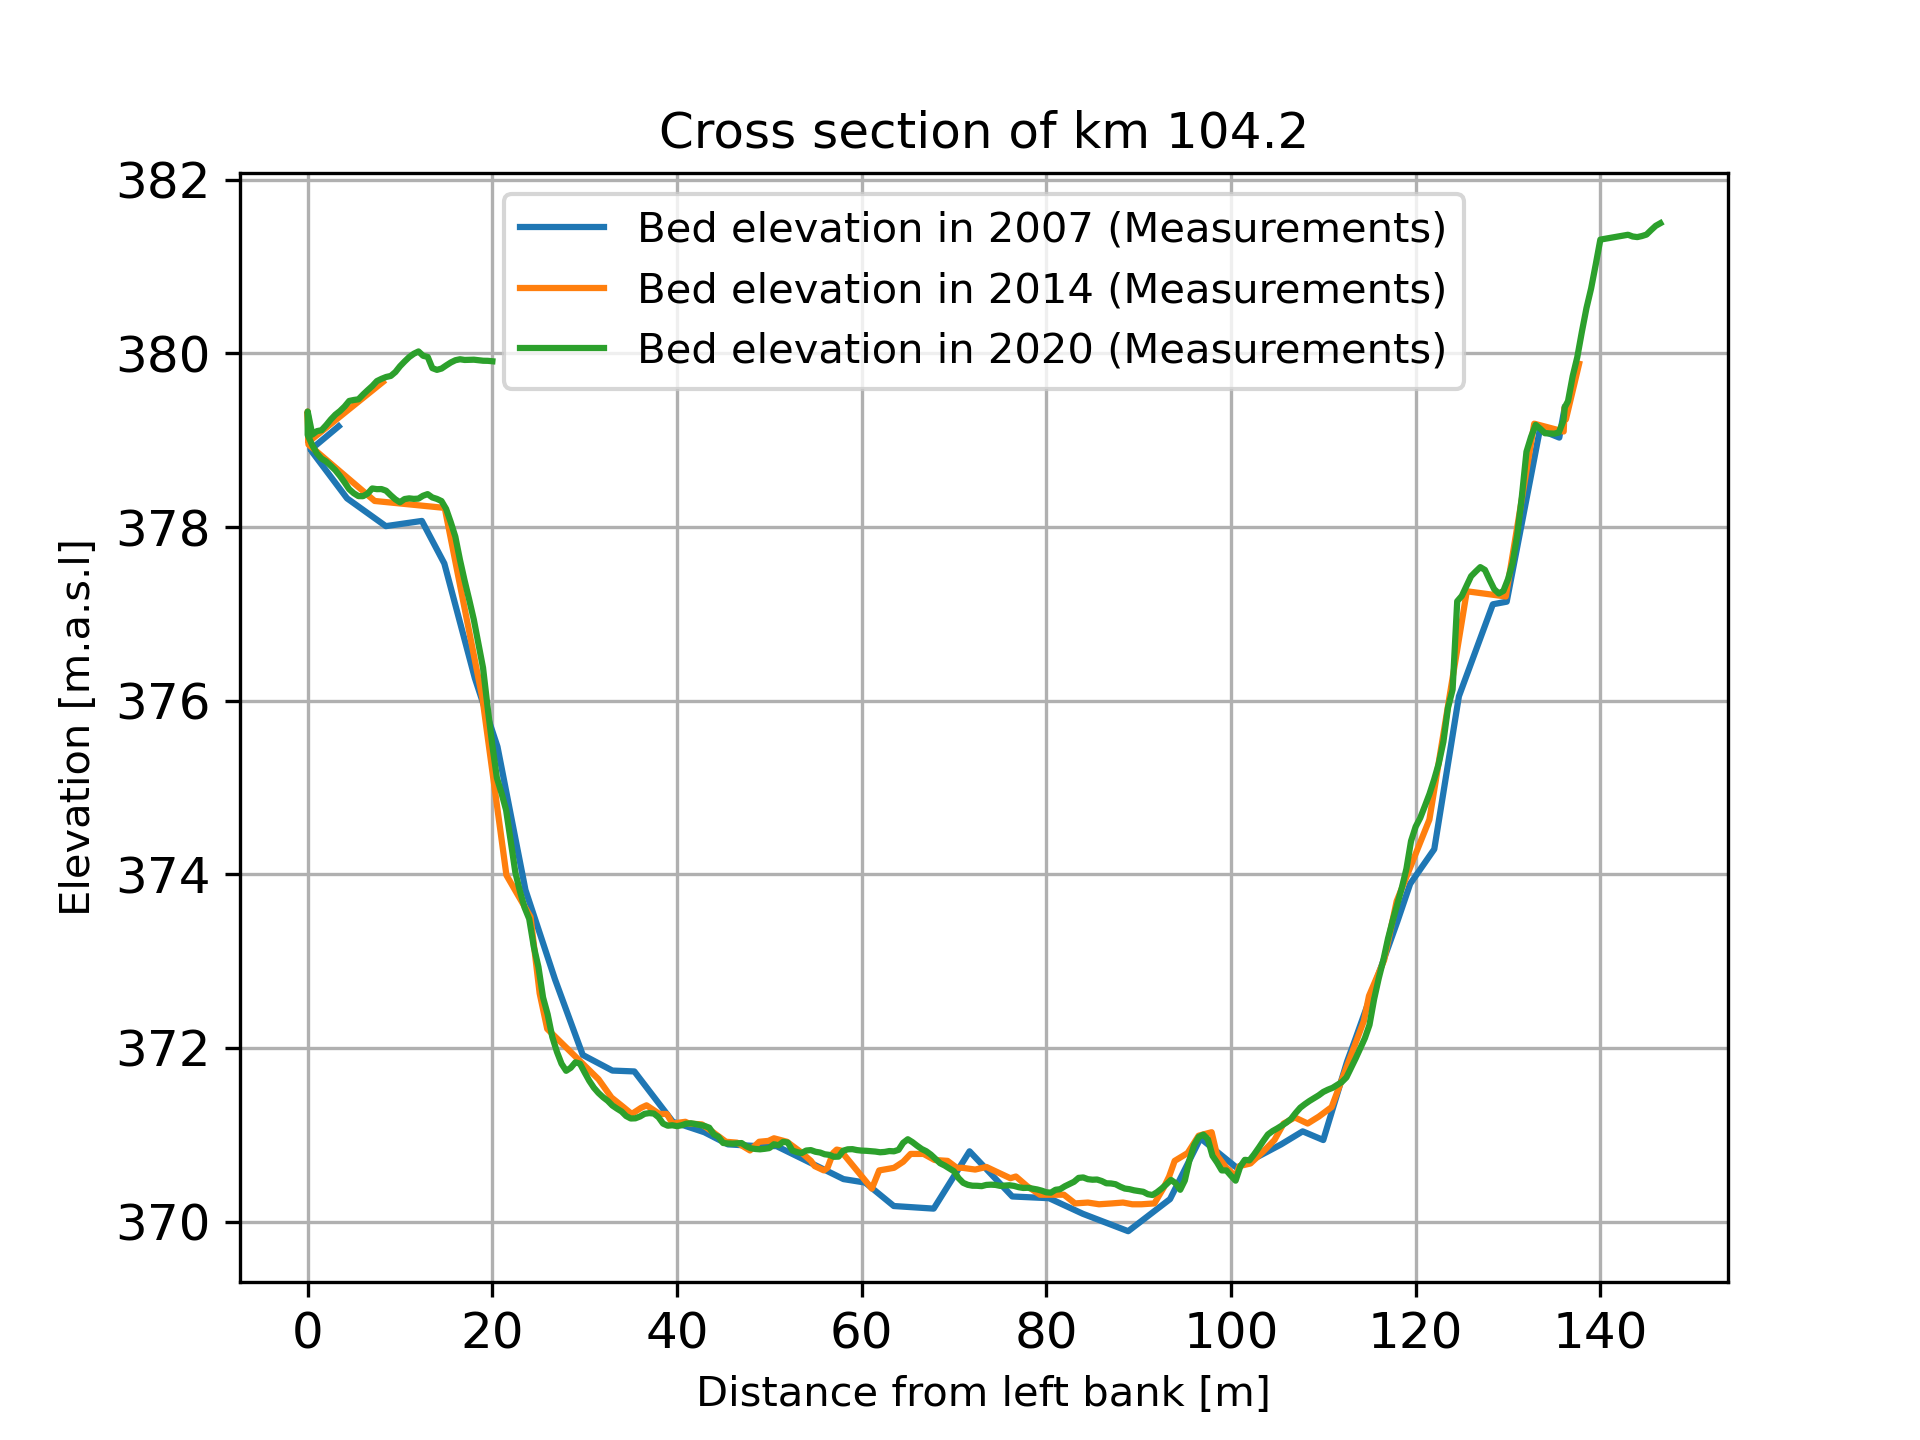 Cross section of km 104.2
Bed elevation in 2007 (Measurements)
Bed elevation in 2014 (Measurements)
Bed elevation in 2020 (Measurements)
Elevation [m.a.s.l]
382
380
378
376
374
372
370
0 20 40 60 80 100 120 140
Distance from left bank [m]